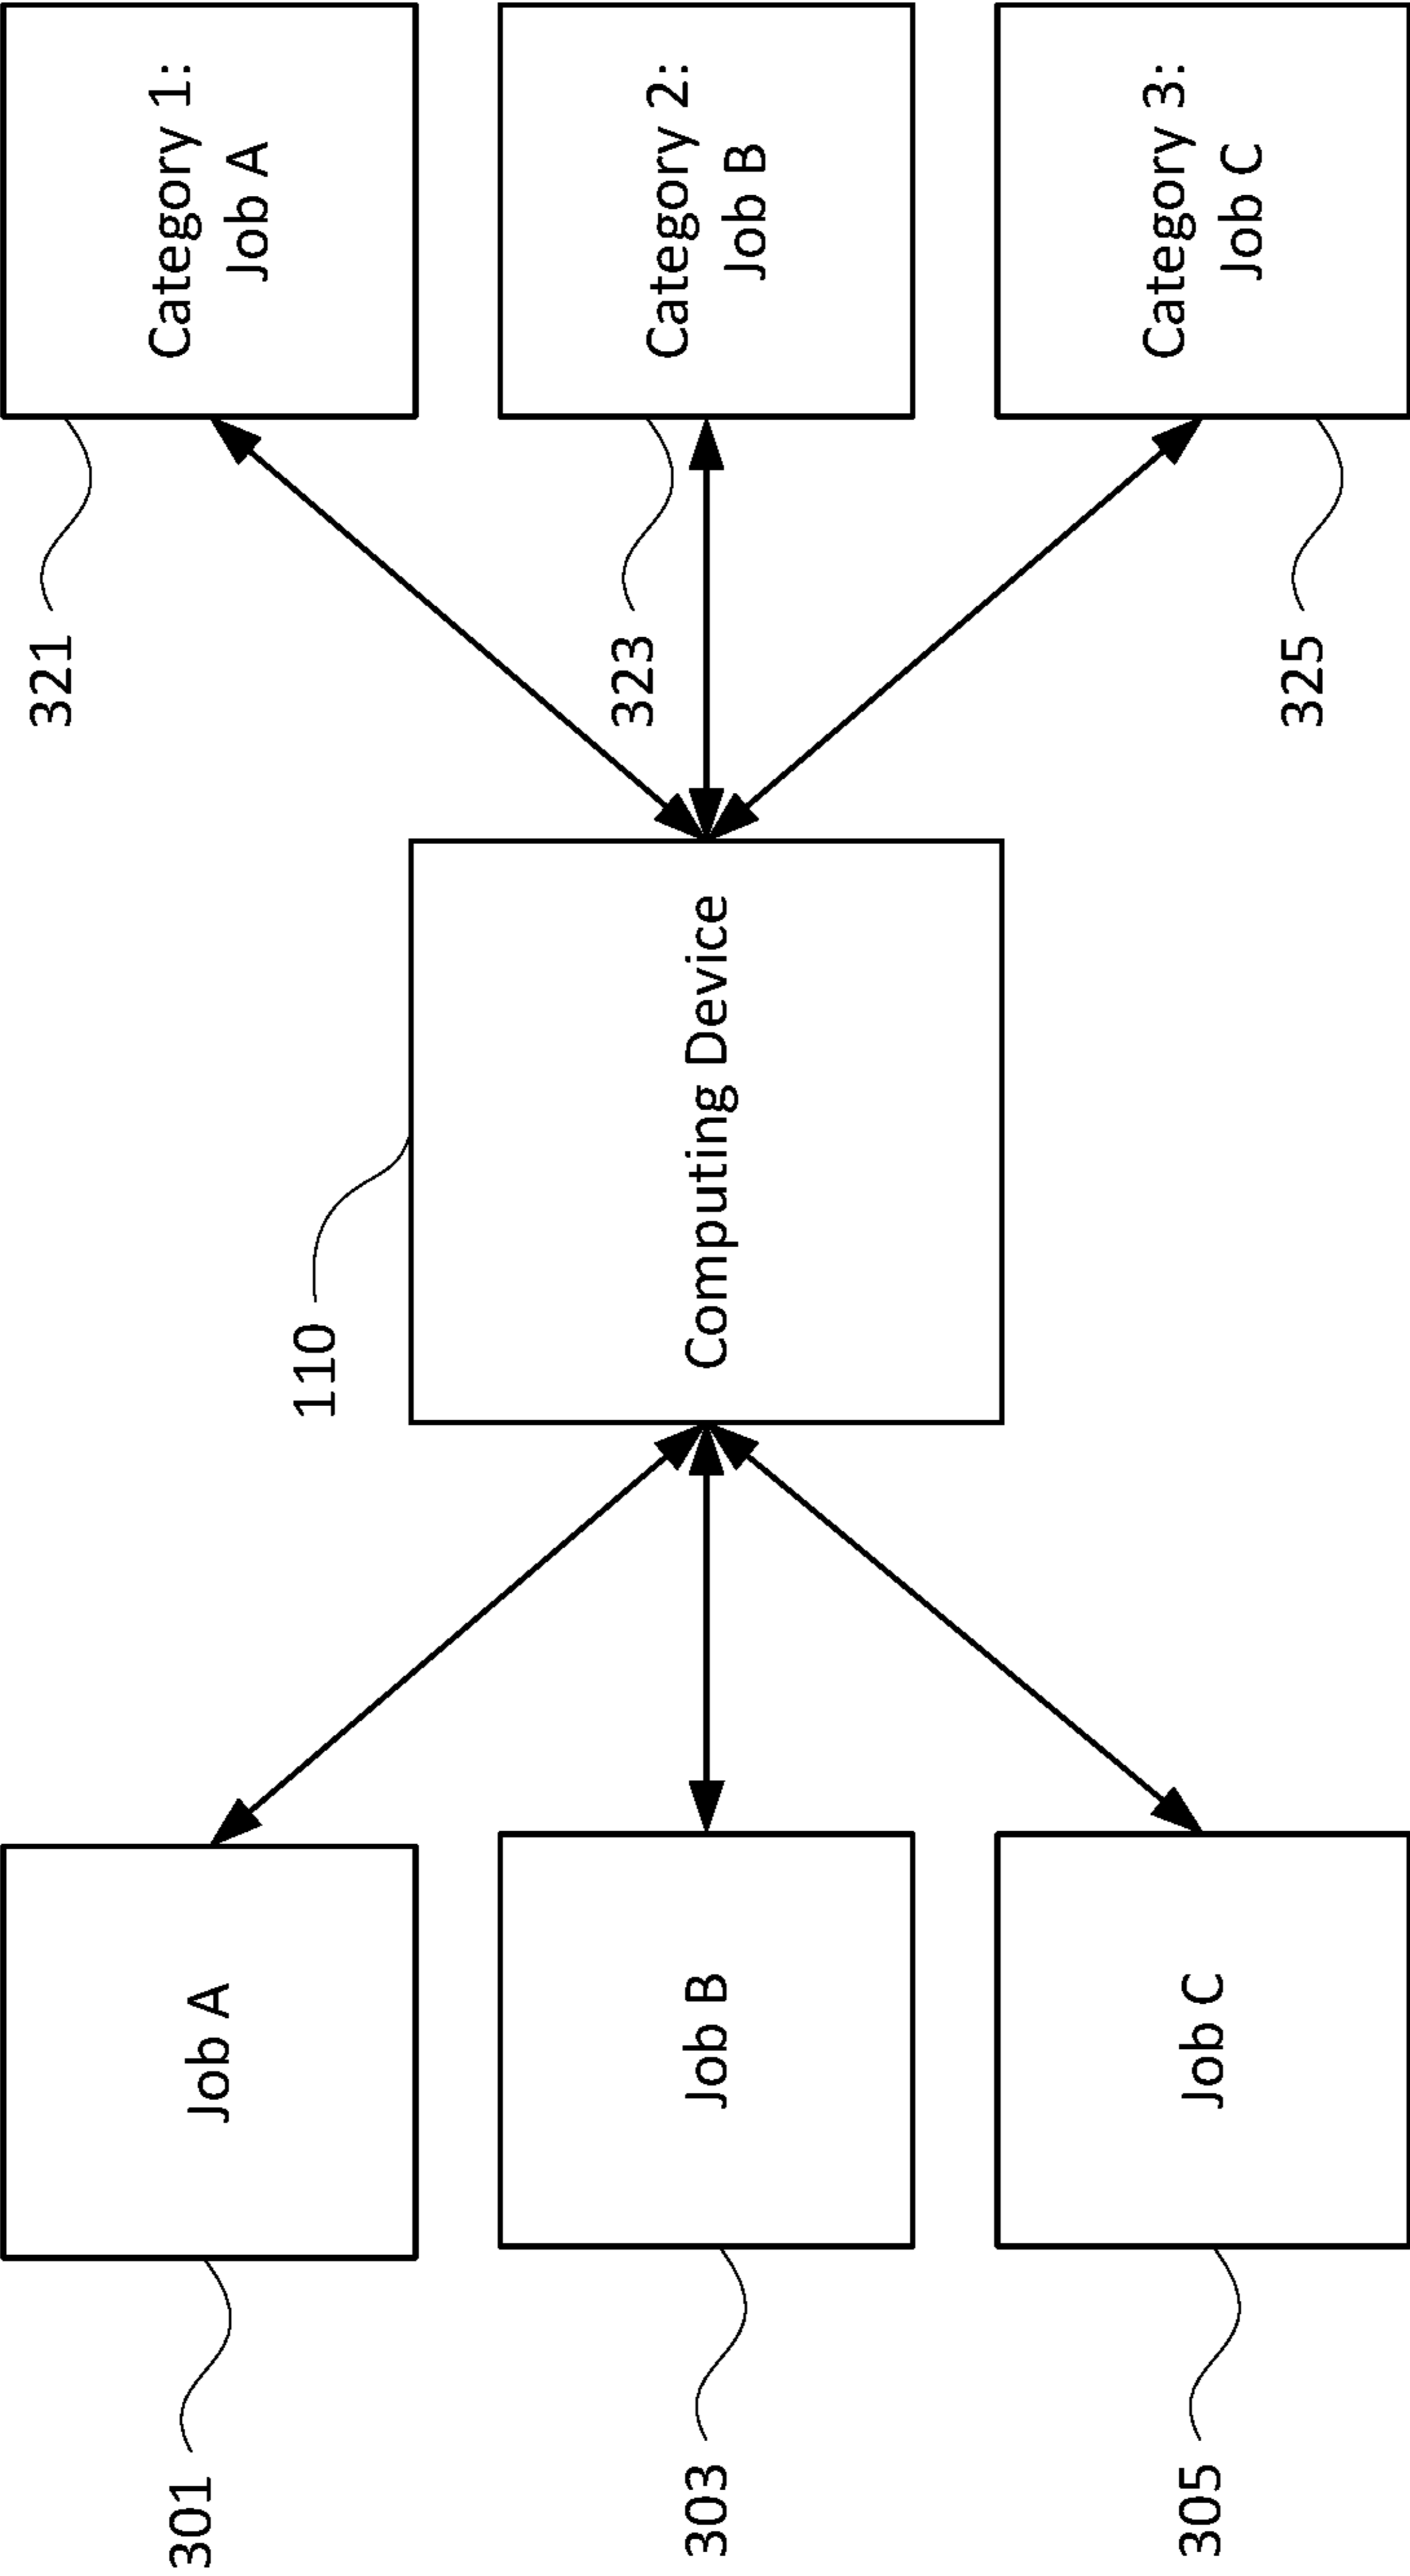 301
Job A
303
Job B
305
Job C
110
Computing Device
321
Category 1:
Job A
323
Category 2:
Job B
325
Category 3:
Job C